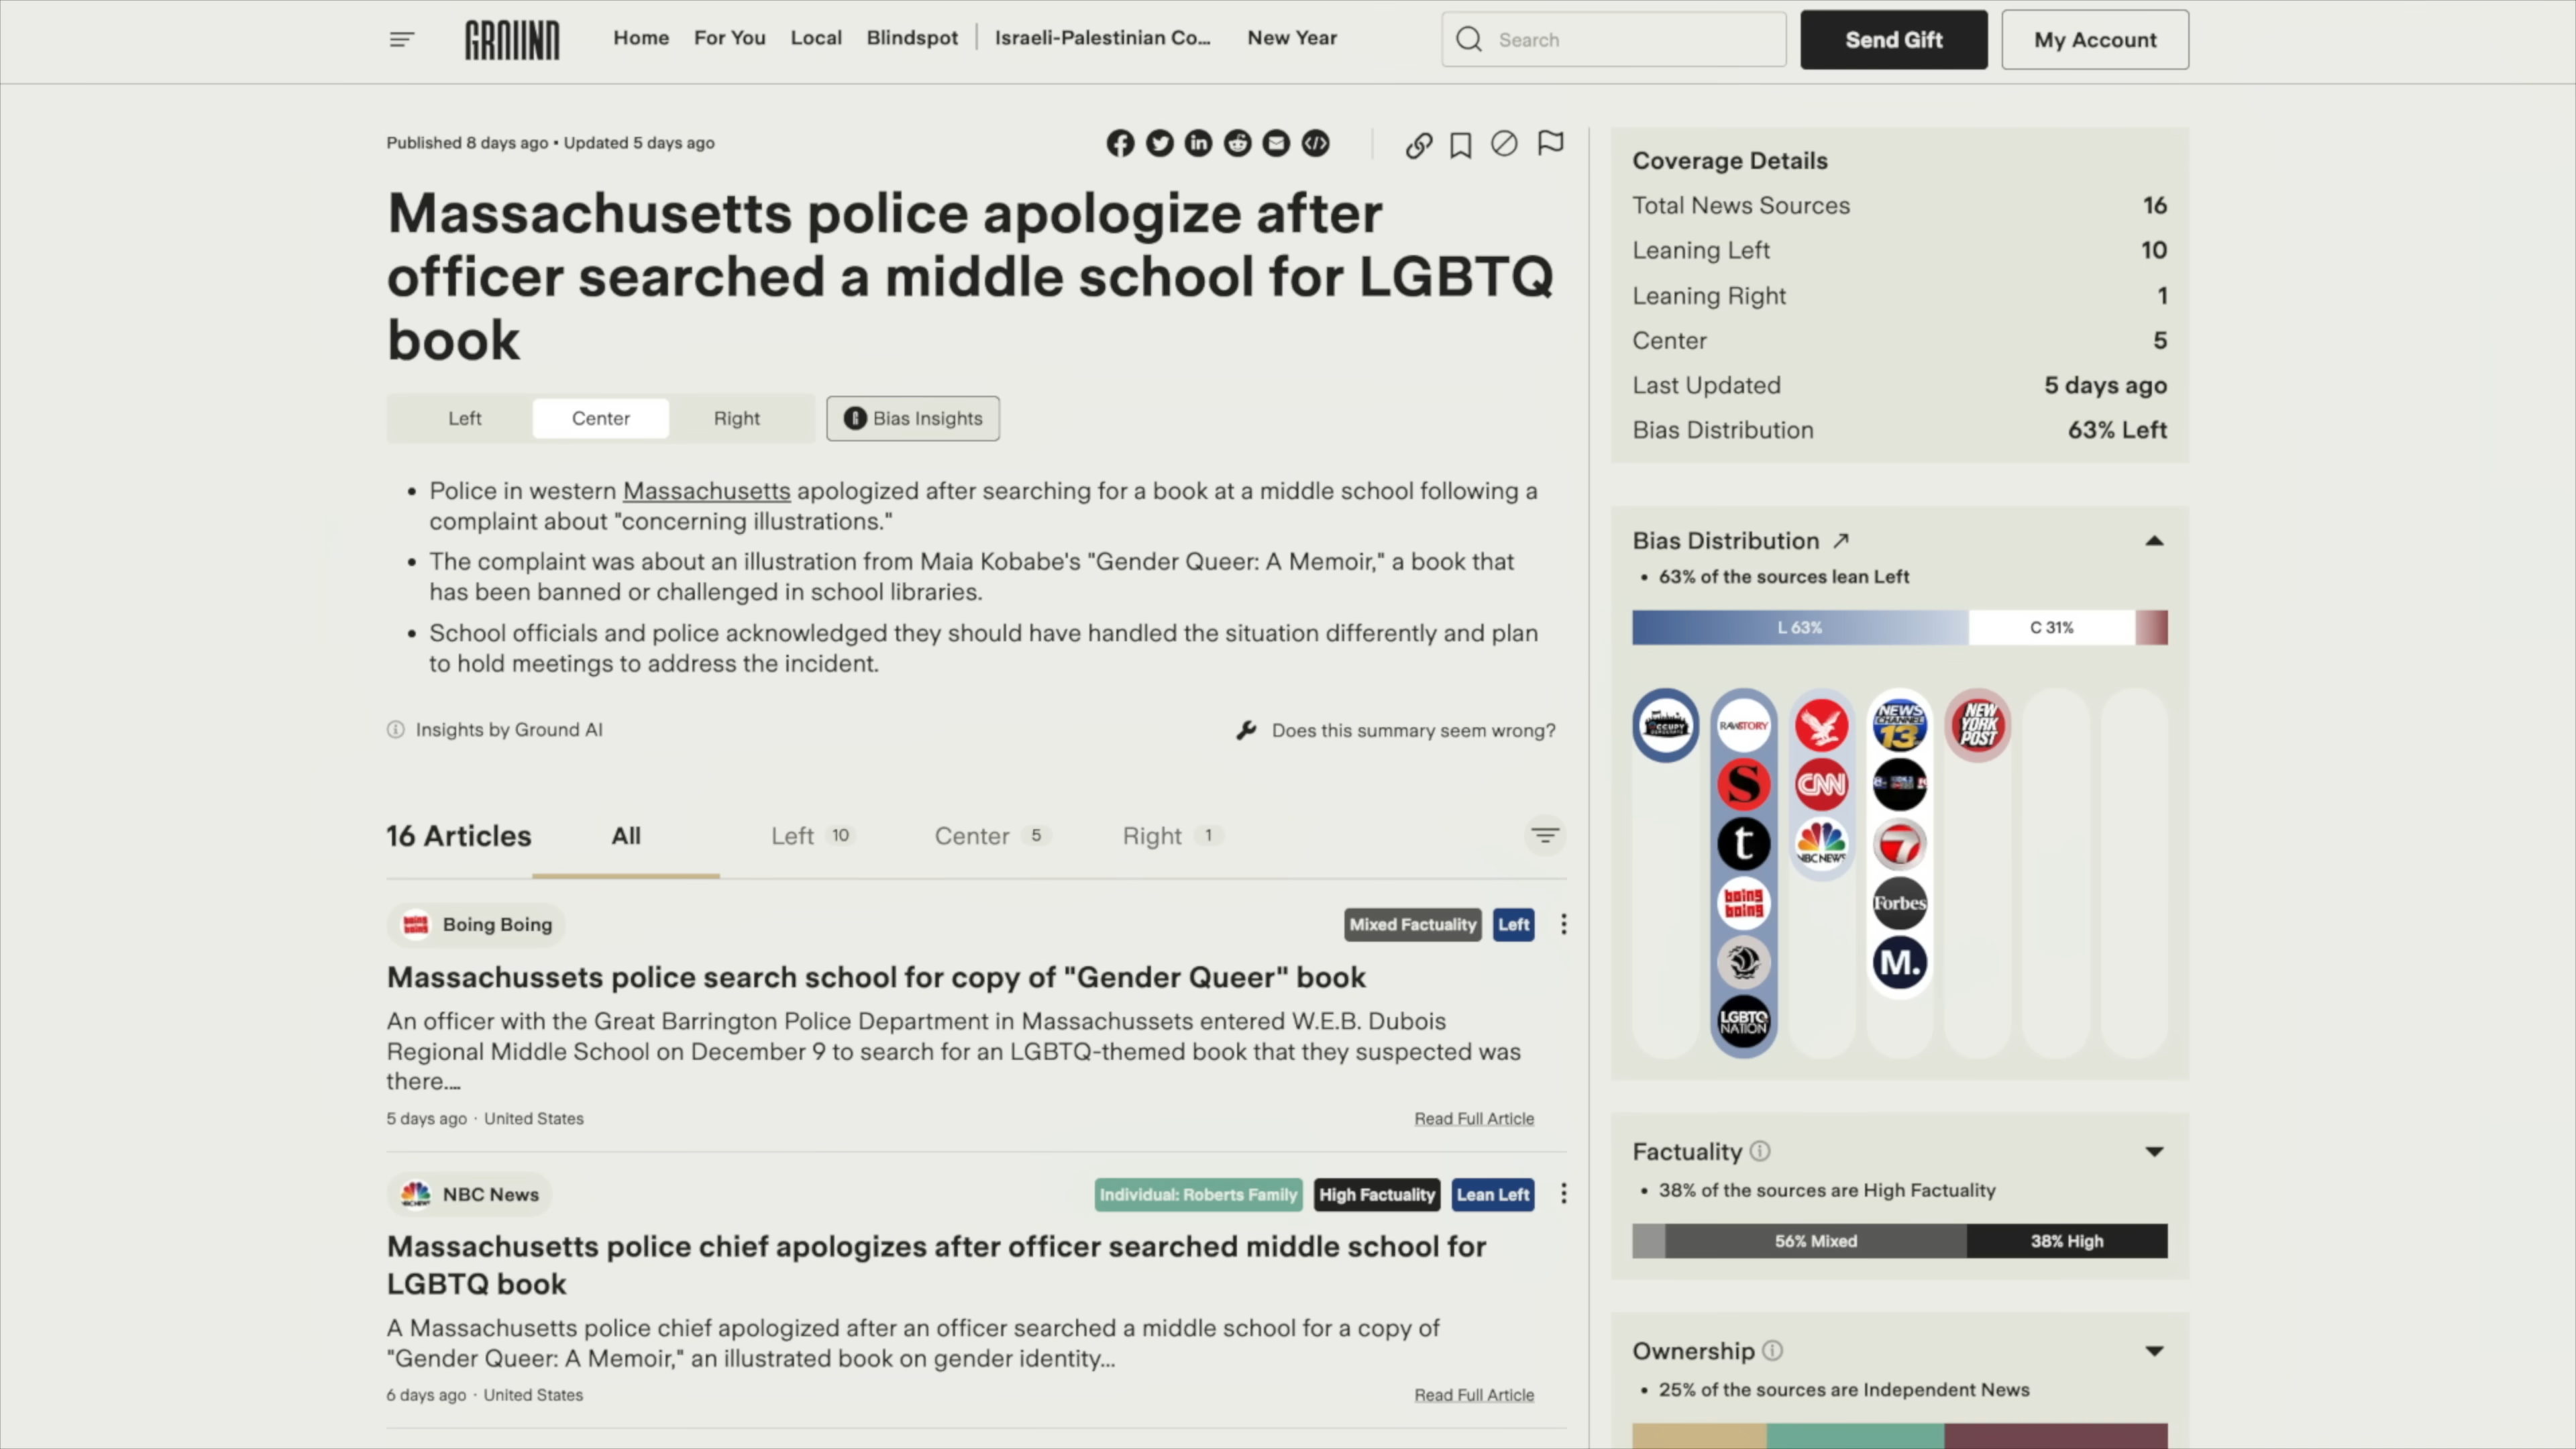 GROUND
Home For You Local Blindspot Israeli-Palestinian Co... New Year
Search
Send Gift
My Account
Published 8 days ago • Updated 5 days ago
Massachusetts police apologize after
officer searched a middle school for LGBTQ
book
Left Center Right Bias Insights
• Police in western Massachusetts apologized after searching for a book at a middle school following a
complaint about "concerning illustrations."
• The complaint was about an illustration from Maia Kobabe's "Gender Queer: A Memoir," a book that
has been banned or challenged in school libraries.
• School officials and police acknowledged they should have handled the situation differently and plan
to hold meetings to address the incident.
Insights by Ground AI
Does this summary seem wrong?
16 Articles All Left 10 Center 5 Right 1
Boing Boing
Mixed Factuality Left
Massachussets police search school for copy of "Gender Queer" book
An officer with the Great Barrington Police Department in Massachussets entered W.E.B. Dubois
Regional Middle School on December 9 to search for an LGBTQ-themed book that they suspected was
there....
5 days ago · United States
Read Full Article
NBC News
Individual: Roberts Family High Factuality Lean Left
Massachusetts police chief apologizes after officer searched middle school for
LGBTQ book
A Massachusetts police chief apologized after an officer searched a middle school for a copy of
"Gender Queer: A Memoir," an illustrated book on gender identity...
6 days ago · United States
Read Full Article
Coverage Details
Total News Sources 16
Leaning Left 10
Leaning Right 1
Center 5
Last Updated 5 days ago
Bias Distribution 63% Left
Bias Distribution
• 63% of the sources lean Left
L 63% C 31%
OCCUPY DEMOCRATS
RAWSTORY
NEWS CHANNEL 13
NEW YORK POST
S
CNN
t
NBC NEWS
7
boing boing
Forbes
M.
LGBTQ NATION
Factuality
• 38% of the sources are High Factuality
56% Mixed 38% High
Ownership
• 25% of the sources are Independent News